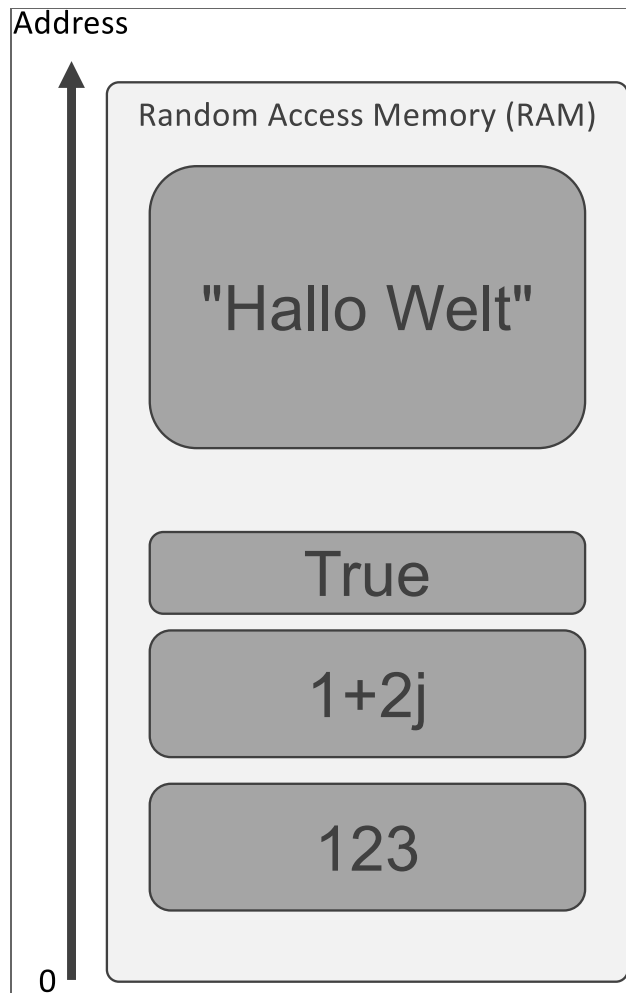 Address
Random Access Memory (RAM)
"Hallo Welt"
True
1+2j
123
0